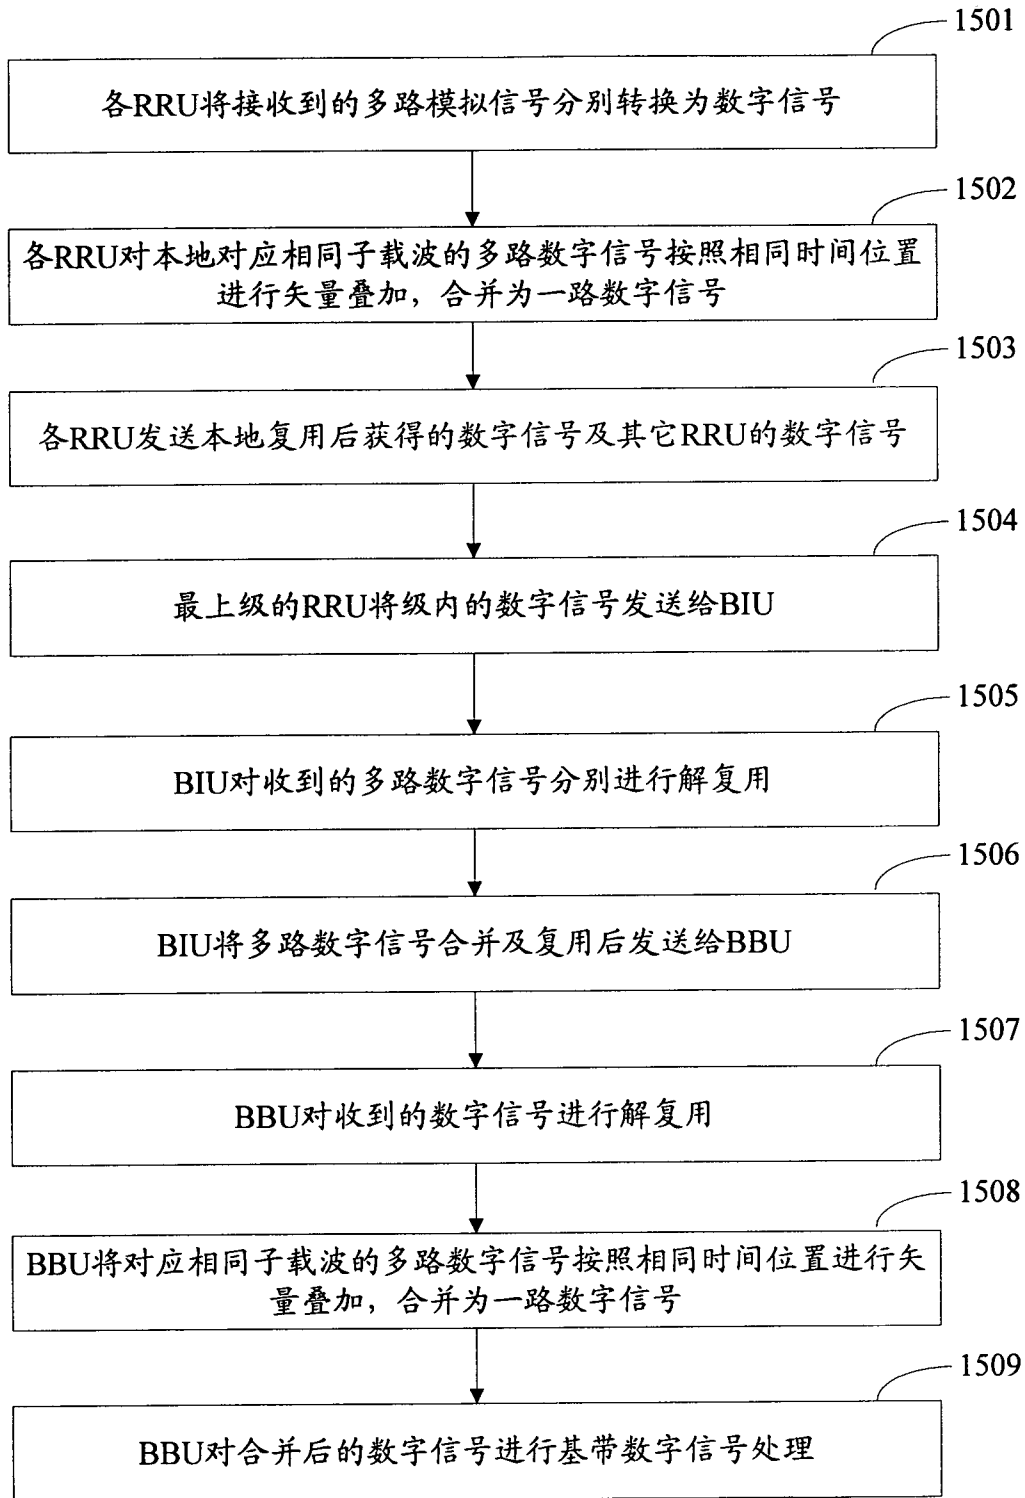 1501
各RRU将接收到的多路模拟信号分别转换为数字信号
1502
各RRU对本地对应相同子载波的多路数字信号按照相同时间位置
进行矢量叠加，合并为一路数字信号
1503
各RRU发送本地复用后获得的数字信号及其它RRU的数字信号
1504
最上级的RRU将级内的数字信号发送给BIU
1505
BIU对收到的多路数字信号分别进行解复用
1506
BIU将多路数字信号合并及复用后发送给BBU
1507
BBU对收到的数字信号进行解复用
1508
BBU将对应相同子载波的多路数字信号按照相同时间位置进行矢
量叠加，合并为一路数字信号
1509
BBU对合并后的数字信号进行基带数字信号处理